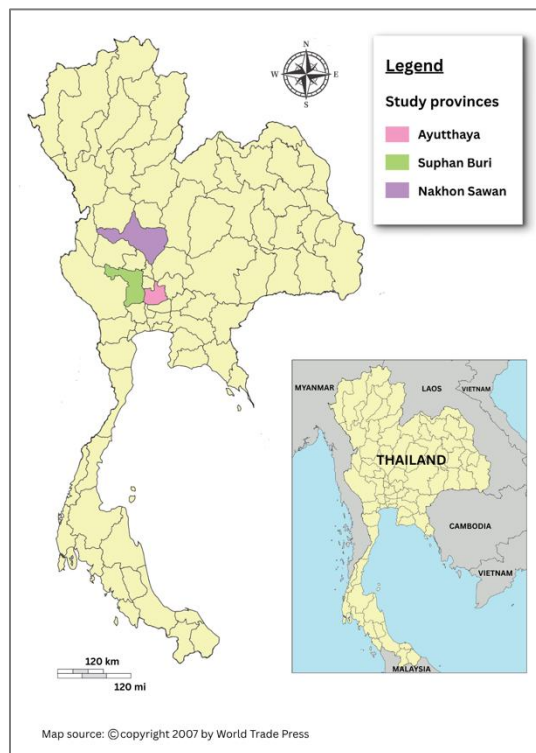 N
W
E
S
Legend
Study provinces
Ayutthaya
Suphan Buri
Nakhon Sawan
MYANMAR
LAOS
VIETNAM
THAILAND
CAMBODIA
VIETNAM
MALAYSIA
120 km
120 mi
Map source: ©copyright 2007 by World Trade Press